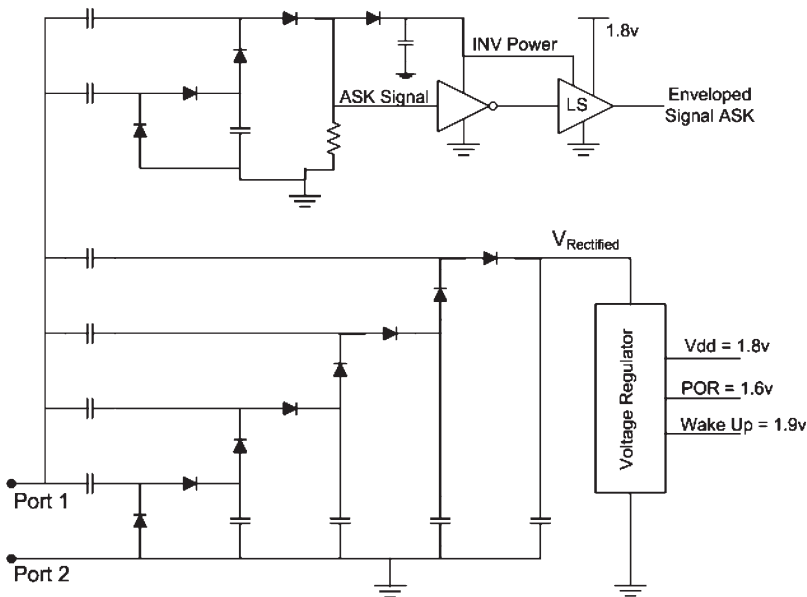 1.8v
INV Power
ASK Signal
LS
Enveloped
Signal ASK
VRectified
Voltage Regulator
Vdd = 1.8v
POR = 1.6v
Wake Up = 1.9v
Port 1
Port 2